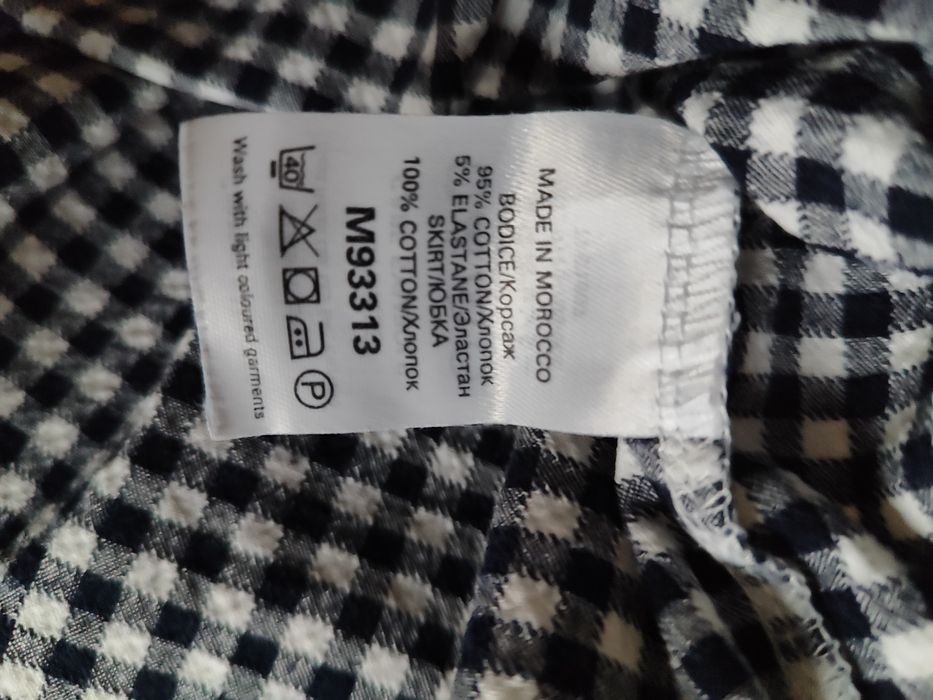 MADE IN MOROCCO
BODICE/Корсаж
95% COTTON/Хлопок
5% ELASTANE/Эластан
SKIRT/ЮБКА
100% COTTON/Хлопок
M93313
40 P
Wash with light coloured garments